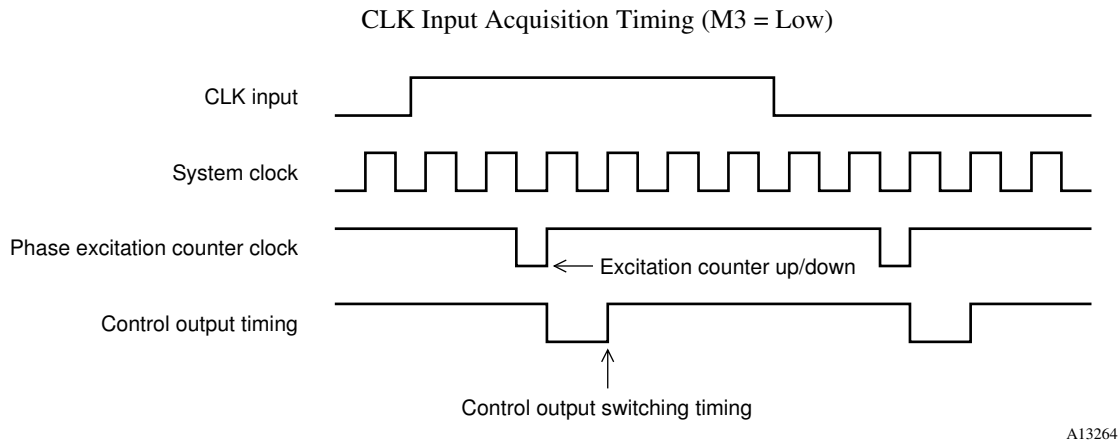 CLK Input Acquisition Timing (M3 = Low)
CLK input
System clock
Phase excitation counter clock
Excitation counter up/down
Control output timing
Control output switching timing
A13264